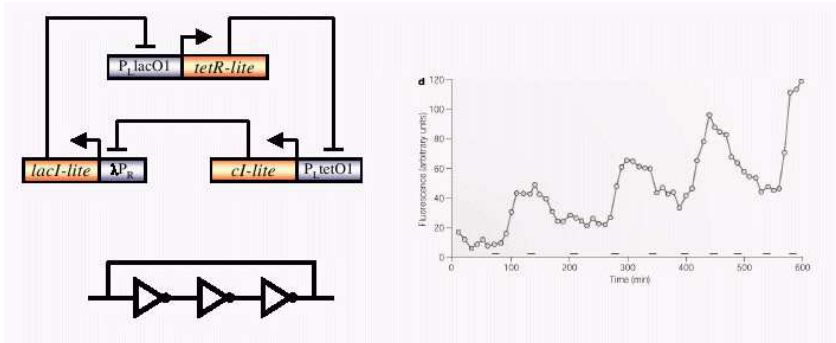 PLlacO1 tetR-lite
lacI-lite λPR cI-lite PLtetO1
d
Fluorescence (arbitrary units)
120
100
80
60
40
20
0
0 100 200 300 400 500 600
Time (min)